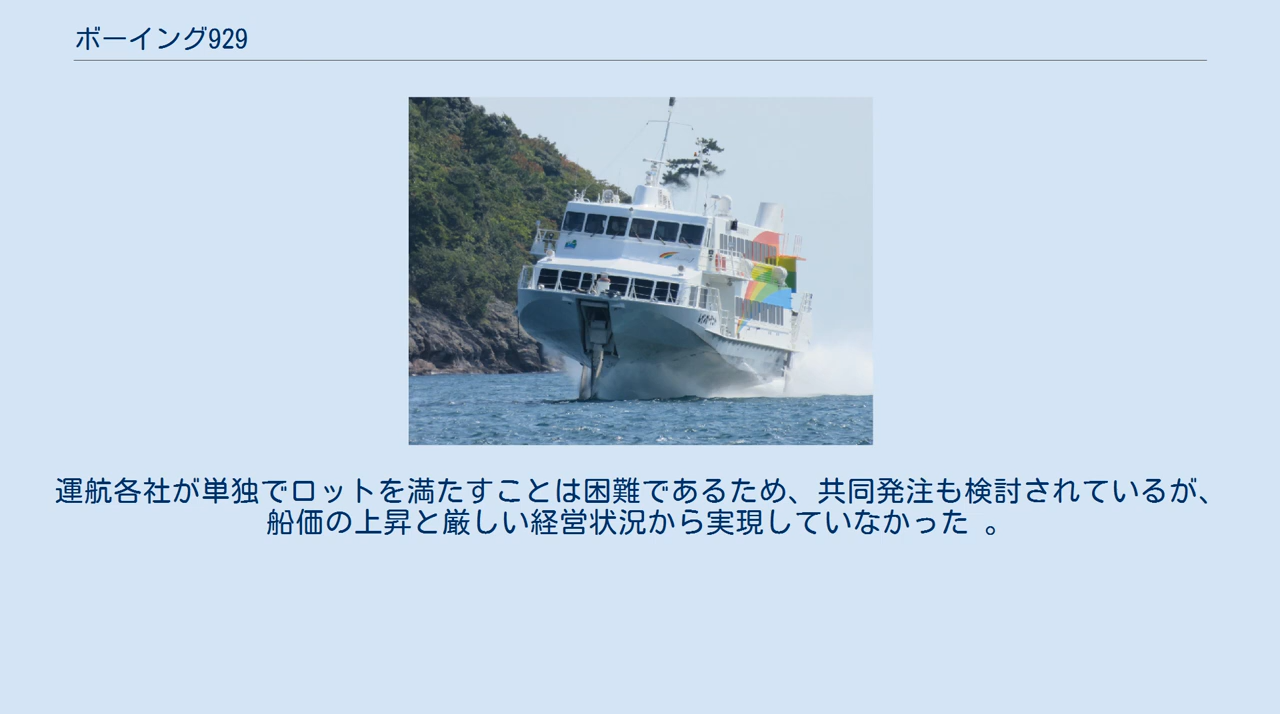 ボーイング929
運航各社が単独でロットを満たすことは困難であるため、共同発注も検討されているが、
船価の上昇と厳しい経営状況から実現していなかった 。